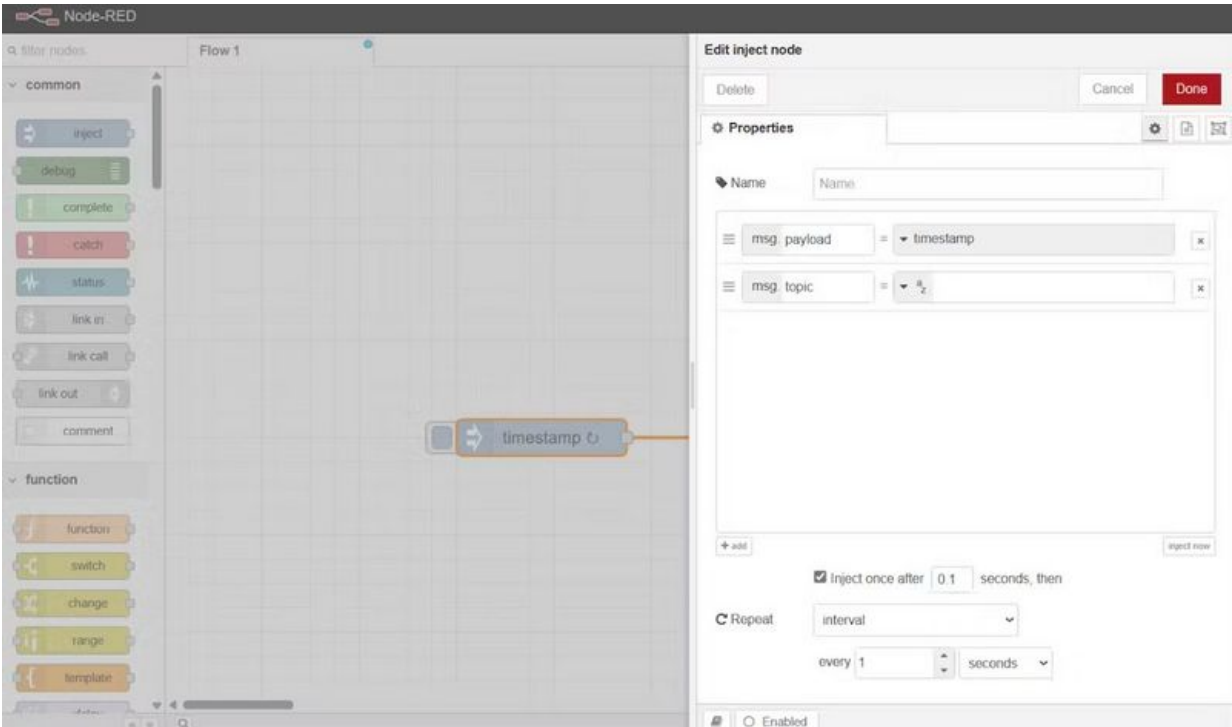 Node-RED
filter nodes
Flow 1
Edit inject node
common
Delete
Cancel
Done
inject
Properties
debug
Name
Name
complete
msg. payload
=
timestamp
catch
msg. topic
=
a
z
status
link in
link call
link out
comment
timestamp
function
function
+ add
inject now
switch
Inject once after 0.1 seconds, then
change
Repeat
interval
range
every 1
seconds
template
delay
Enabled